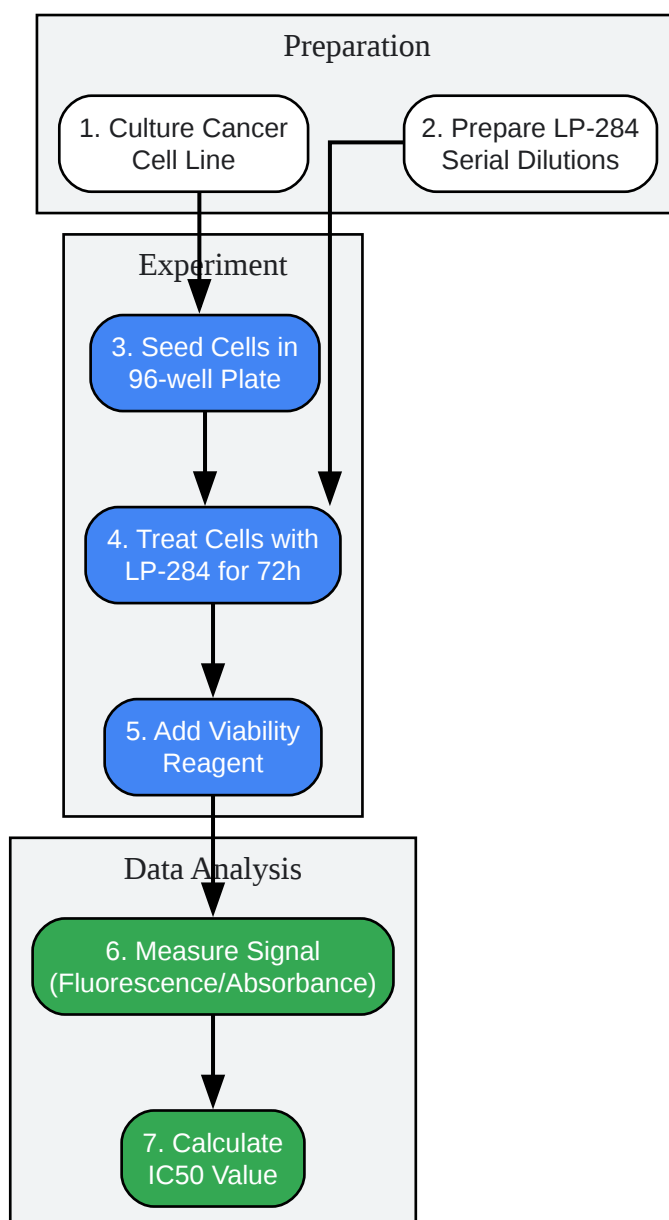 Preparation
1. Culture Cancer
Cell Line
2. Prepare LP-284
Serial Dilutions
Experiment
3. Seed Cells in
96-well Plate
4. Treat Cells with
LP-284 for 72h
5. Add Viability
Reagent
Data Analysis
6. Measure Signal
(Fluorescence/Absorbance)
7. Calculate
IC50 Value